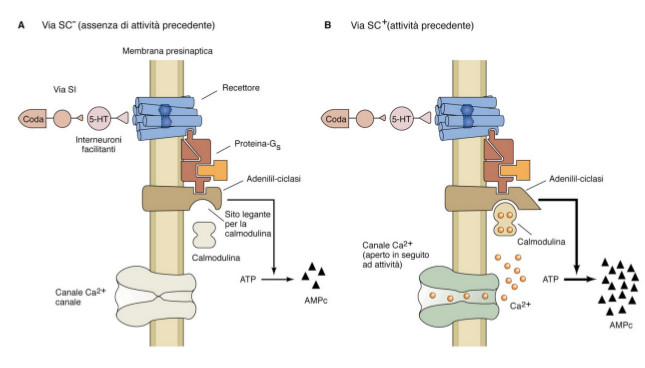 A Via SC⁻ (assenza di attività precedente)
Membrana presinaptica
Via SI
Recettore
Coda
5-HT
Interneuroni
facilitanti
Proteina-Gs
Adenilil-ciclasi
Sito legante
per la
calmodulina
Calmodulina
Canale Ca2+
canale
ATP
AMPc
B Via SC⁺(attività precedente)
Coda
5-HT
Adenilil-ciclasi
Calmodulina
Canale Ca2+
(aperto in seguito
ad attività)
Ca2+
ATP
AMPc